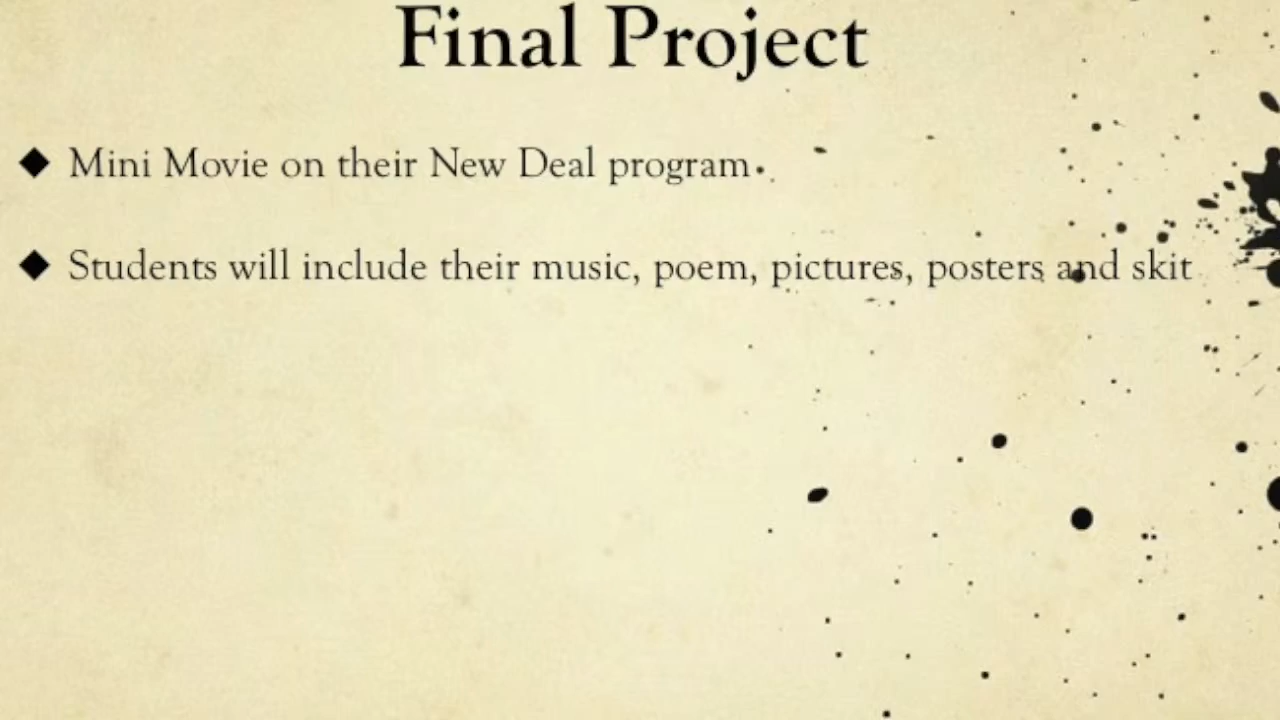 Final Project
◆ Mini Movie on their New Deal program
◆ Students will include their music, poem, pictures, posters and skit